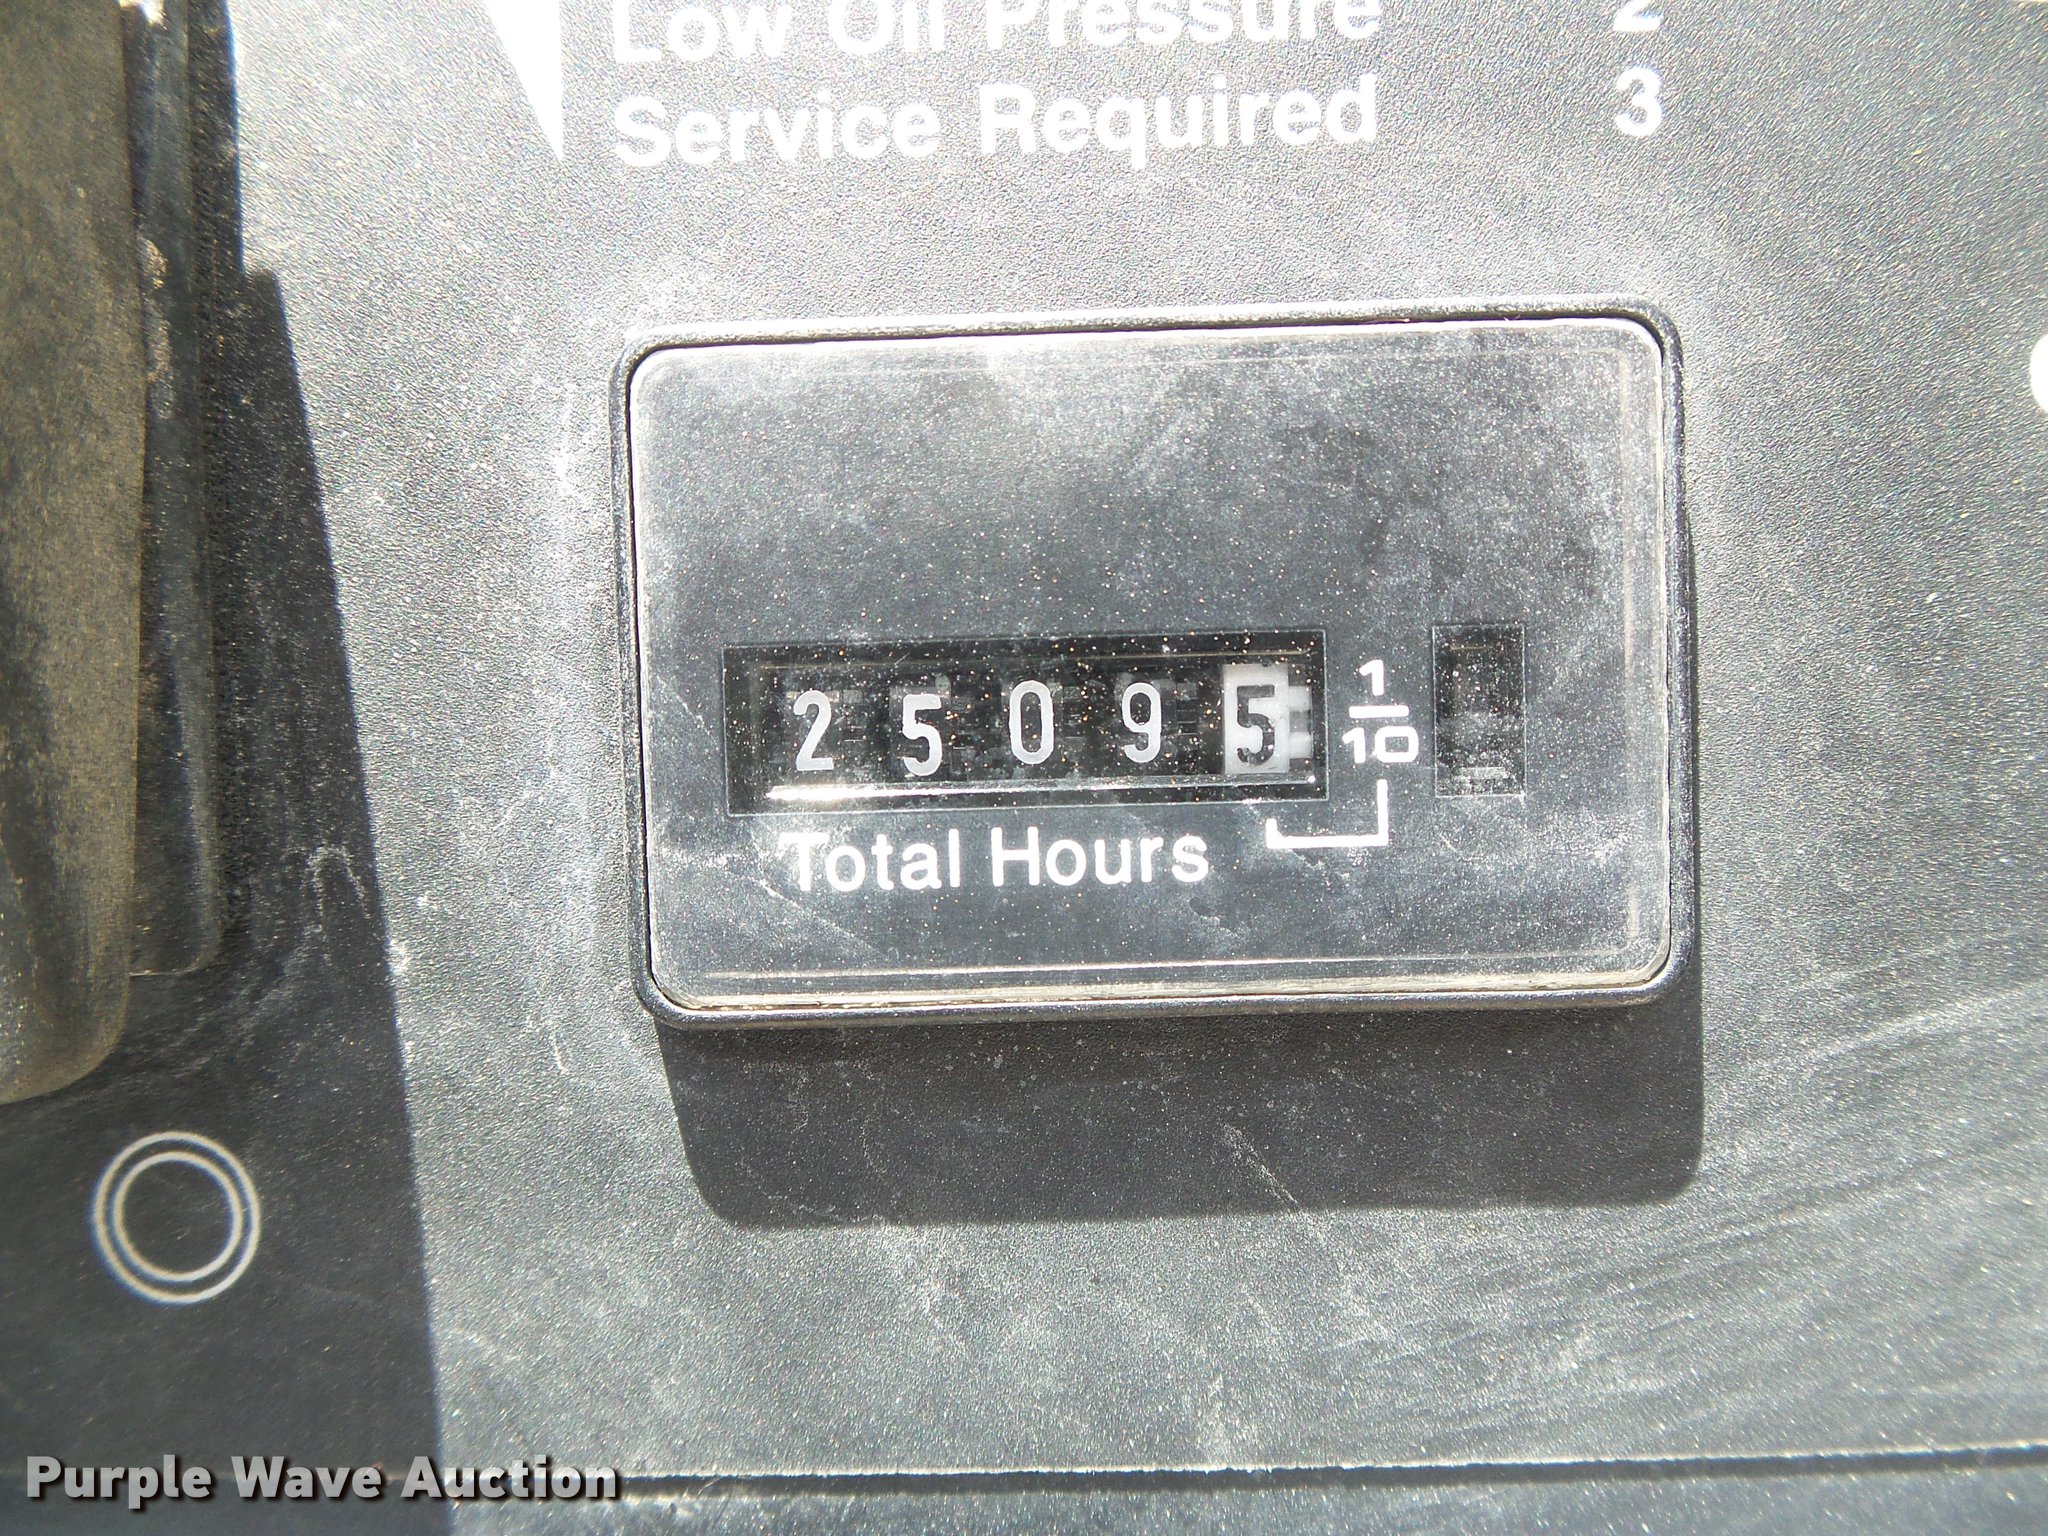 Low Oil Pressure 2
Service Required 3
25095 1/10
Total Hours
Purple Wave Auction